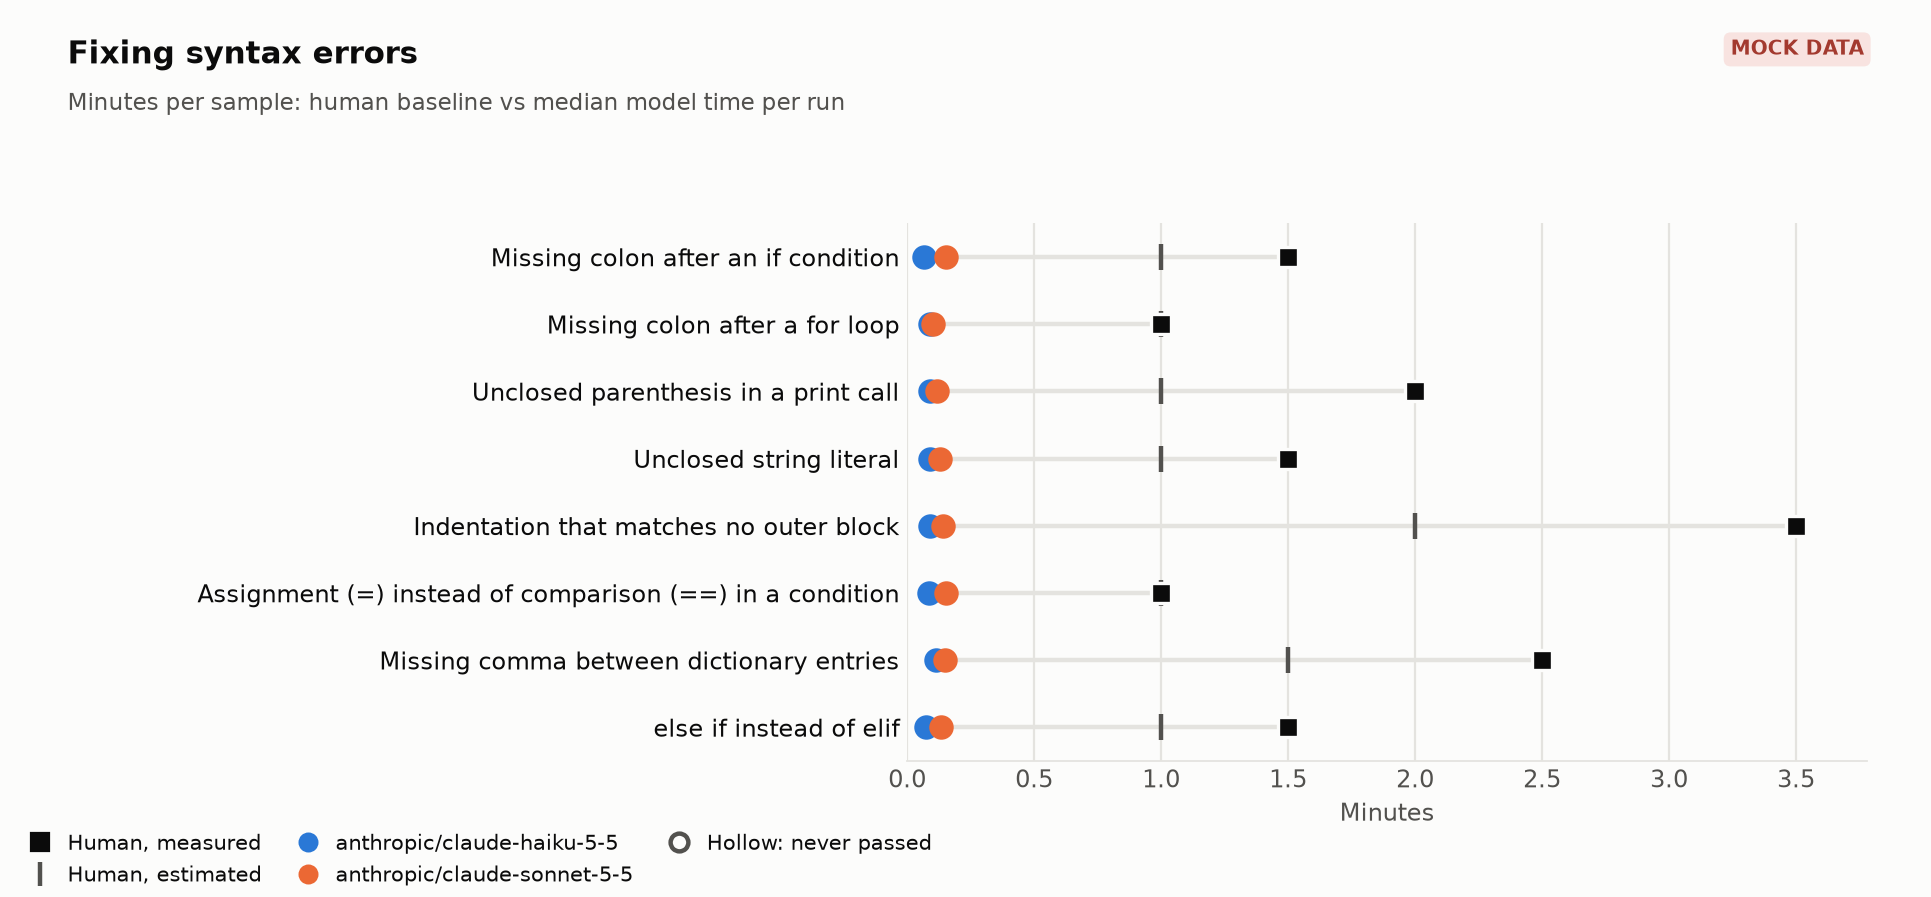 Fixing syntax errors
MOCK DATA
Minutes per sample: human baseline vs median model time per run
Missing colon after an if condition
Missing colon after a for loop
Unclosed parenthesis in a print call
Unclosed string literal
Indentation that matches no outer block
Assignment (=) instead of comparison (==) in a condition
Missing comma between dictionary entries
else if instead of elif
0.0 0.5 1.0 1.5 2.0 2.5 3.0 3.5
Minutes
Human, measured
Human, estimated
anthropic/claude-haiku-5-5
anthropic/claude-sonnet-5-5
Hollow: never passed